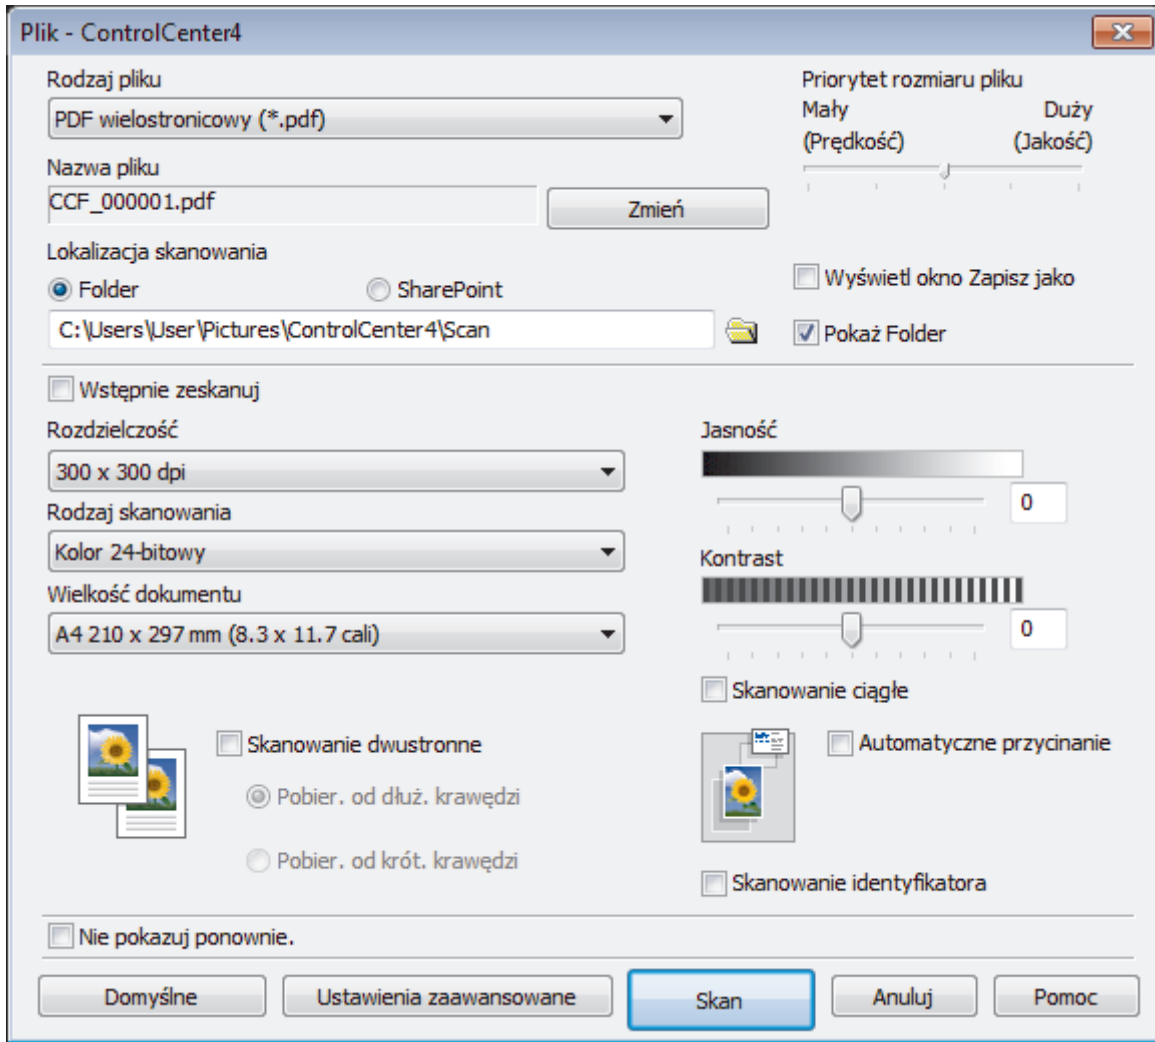 Plik - ControlCenter4
Rodzaj pliku
PDF wielostronicowy (*.pdf)
Priorytet rozmiaru pliku
Mały Duży
(Prędkość) (Jakość)
Nazwa pliku
CCF_000001.pdf
Zmień
Lokalizacja skanowania
Folder
SharePoint
C:\Users\User\Pictures\ControlCenter4\Scan
Wyświetl okno Zapisz jako
Pokaż Folder
Wstępnie zeskanuj
Rozdzielczość
300 x 300 dpi
Rodzaj skanowania
Kolor 24-bitowy
Wielkość dokumentu
A4 210 x 297 mm (8.3 x 11.7 cali)
Jasność
0
Kontrast
0
Skanowanie ciągłe
Skanowanie dwustronne
Pobier. od dłuż. krawędzi
Pobier. od krót. krawędzi
Automatyczne przycinanie
Skanowanie identyfikatora
Nie pokazuj ponownie.
Domyślne
Ustawienia zaawansowane
Skan
Anuluj
Pomoc